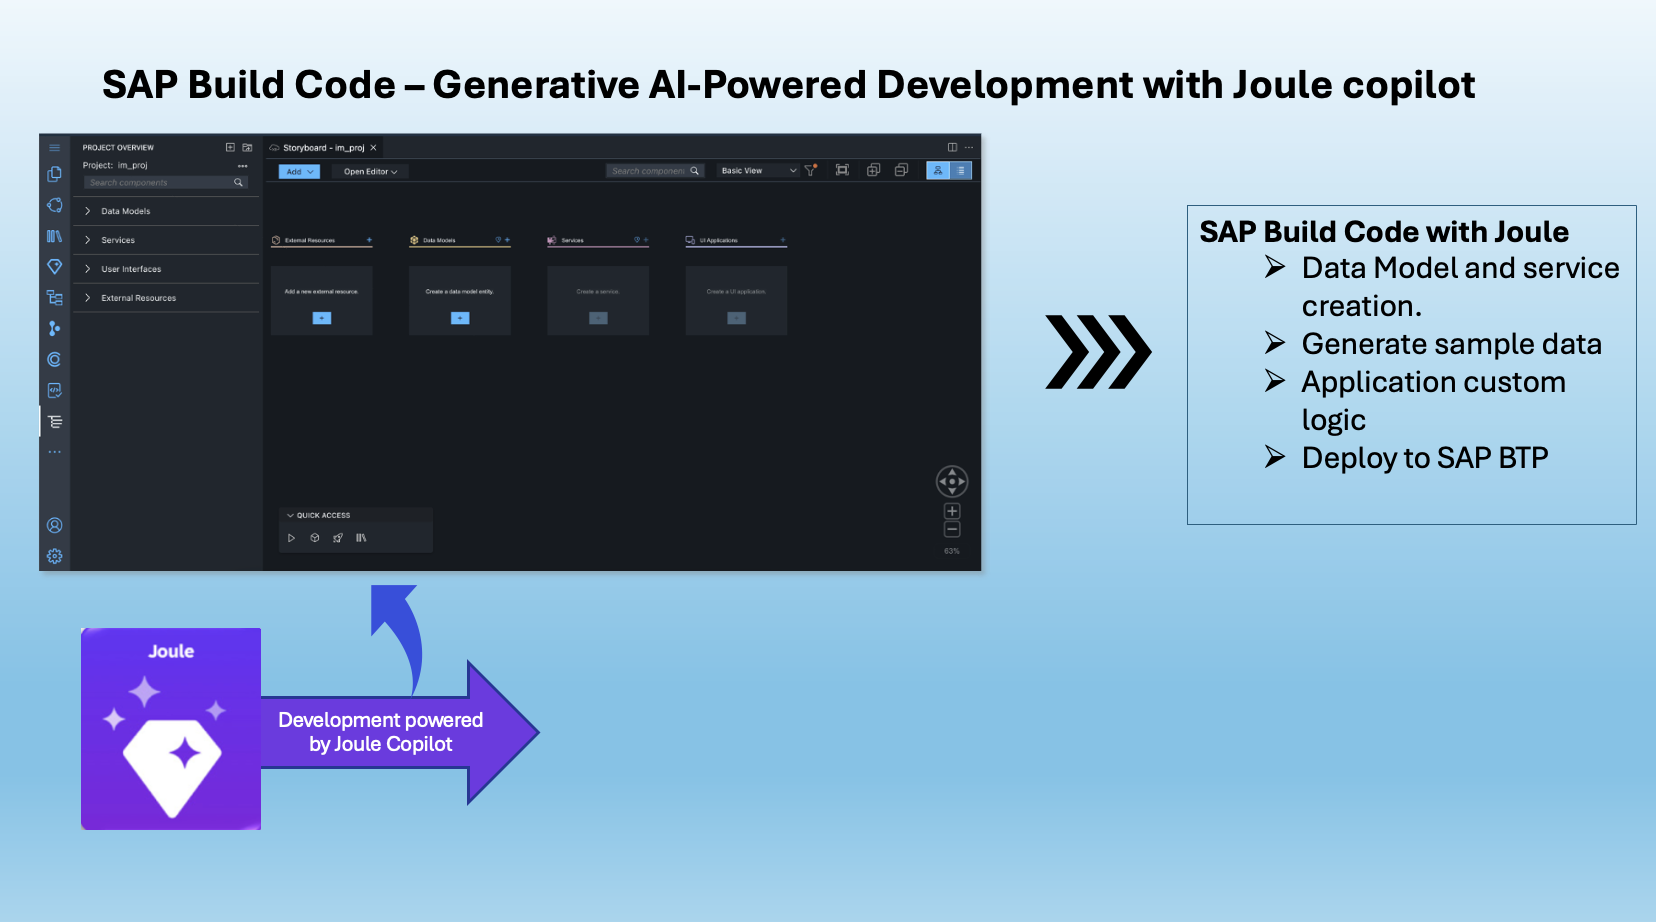 SAP Build Code – Generative AI-Powered Development with Joule copilot
PROJECT OVERVIEW
Project: im_proj
Search components
Data Models
Services
User Interfaces
External Resources
Storyboard - im_proj
Add
Open Editor
Search componen
Basic View
External Resources
Data Models
Services
UI Applications
Add a new external resource.
Create a data model entity.
Create a service.
Create a UI application.
QUICK ACCESS
63%
SAP Build Code with Joule
Data Model and service
creation.
Generate sample data
Application custom
logic
Deploy to SAP BTP
Joule
Development powered
by Joule Copilot